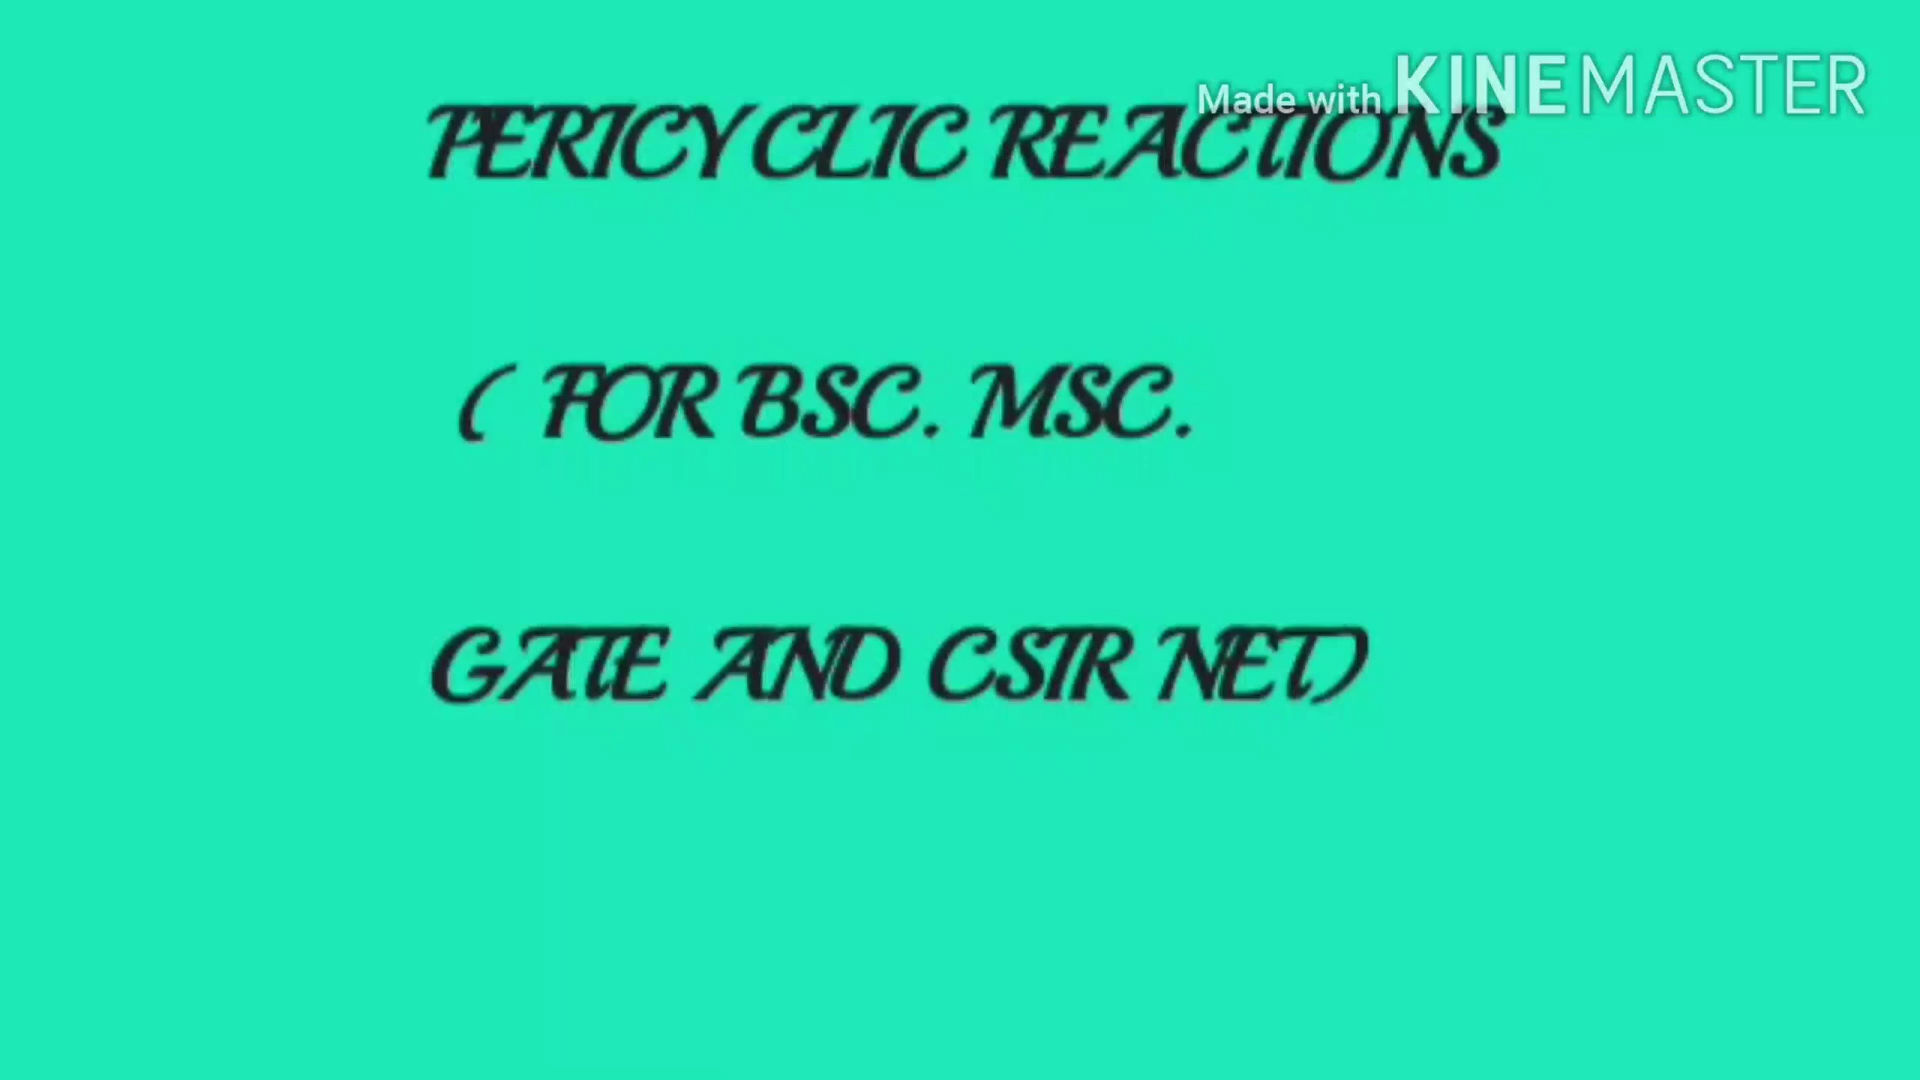 Made with KINEMASTER
PERICYCLIC REACTIONS
( FOR BSC. MSC.
GATE AND CSIR NET)